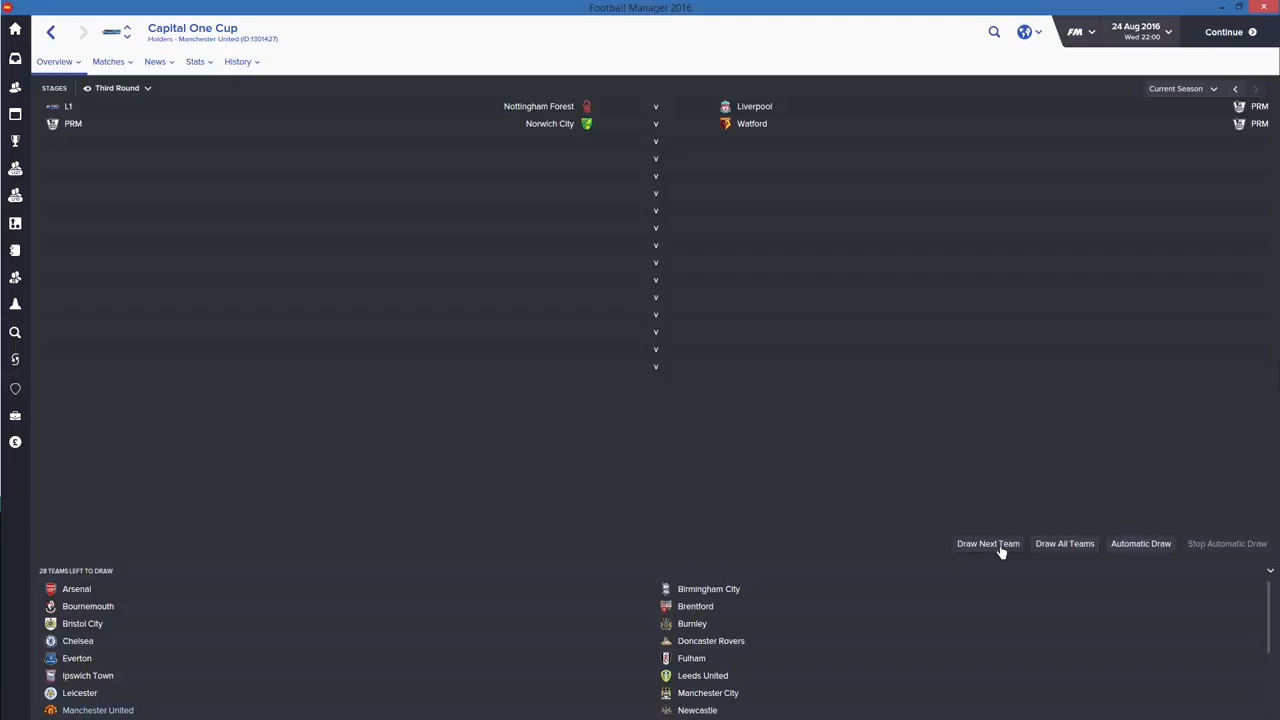 Football Manager 2016
Capital One Cup
Holders - Manchester United (ID:1301427)
FM
24 Aug 2016
Wed 22:00
Continue
Overview Matches News Stats History
STAGES Third Round Current Season
L1 Nottingham Forest v Liverpool PRM
PRM Norwich City v Watford PRM
v
v
v
v
v
v
v
v
v
v
v
v
v
v
Draw Next Team Draw All Teams Automatic Draw Stop Automatic Draw
28 TEAMS LEFT TO DRAW
Arsenal Birmingham City
Bournemouth Brentford
Bristol City Burnley
Chelsea Doncaster Rovers
Everton Fulham
Ipswich Town Leeds United
Leicester Manchester City
Manchester United Newcastle